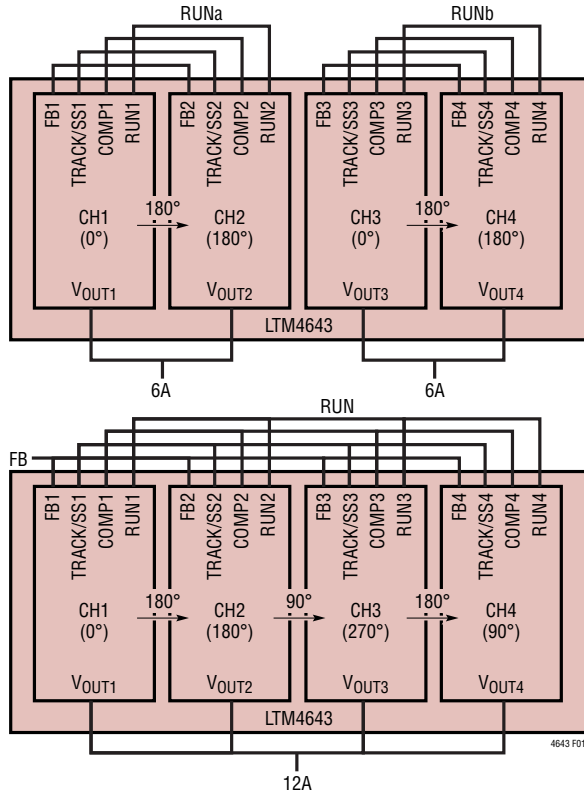 RUNa RUNb
FB1 TRACK/SS1 COMP1 RUN1 FB2 TRACK/SS2 COMP2 RUN2 FB3 TRACK/SS3 COMP3 RUN3 FB4 TRACK/SS4 COMP4 RUN4
180° 180°
CH1 CH2 CH3 CH4
(0°) (180°) (0°) (180°)
VOUT1 VOUT2 VOUT3 VOUT4
LTM4643
6A 6A
RUN
FB
FB1 TRACK/SS1 COMP1 RUN1 FB2 TRACK/SS2 COMP2 RUN2 FB3 TRACK/SS3 COMP3 RUN3 FB4 TRACK/SS4 COMP4 RUN4
180° 90° 180°
CH1 CH2 CH3 CH4
(0°) (180°) (270°) (90°)
VOUT1 VOUT2 VOUT3 VOUT4
LTM4643
4643 F01
12A